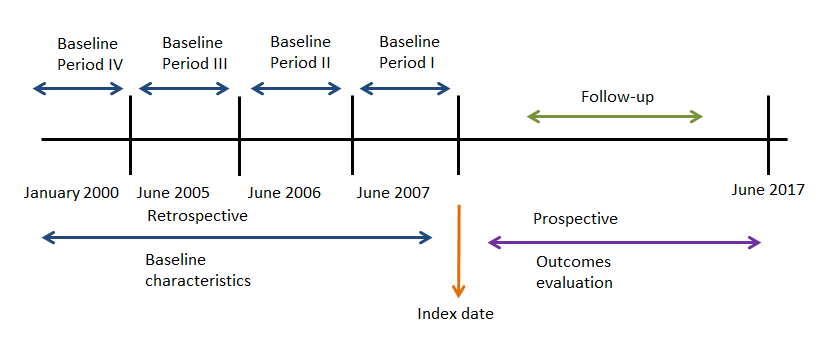 Baseline
Period IV
Baseline
Period III
Baseline
Period II
Baseline
Period I
Follow-up
January 2000
June 2005
June 2006
June 2007
June 2017
Retrospective
Prospective
Baseline
characteristics
Outcomes
evaluation
Index date